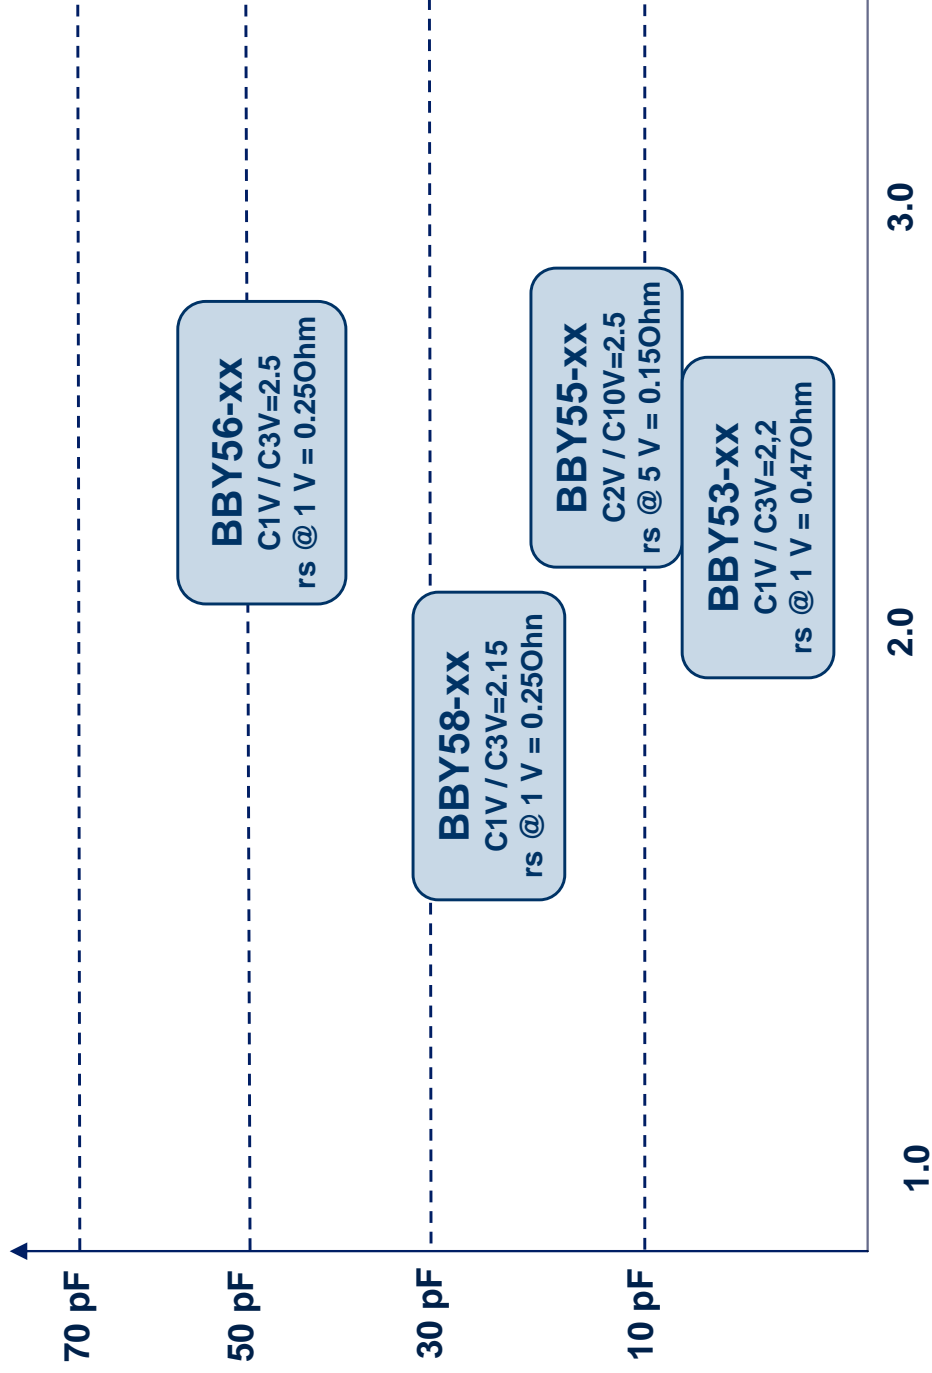 70 pF
50 pF
BBY56-xx
C1V / C3V=2.5
rs @ 1 V = 0.25Ohm
30 pF
BBY58-xx
C1V / C3V=2.15
rs @ 1 V = 0.25Ohn
BBY55-xx
C2V / C10V=2.5
rs @ 5 V = 0.15Ohm
10 pF
BBY53-xx
C1V / C3V=2,2
rs @ 1 V = 0.47Ohm
1.0
2.0
3.0